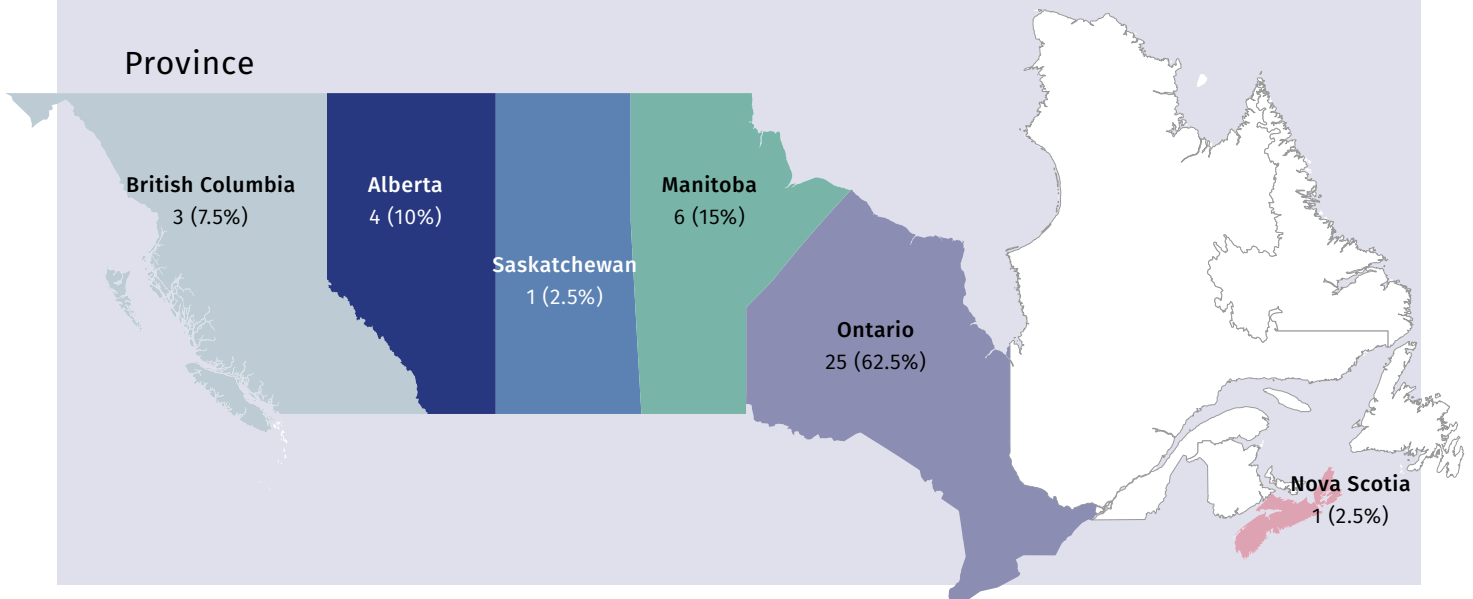 Province
British Columbia
3 (7.5%)
Alberta
4 (10%)
Saskatchewan
1 (2.5%)
Manitoba
6 (15%)
Ontario
25 (62.5%)
Nova Scotia
1 (2.5%)